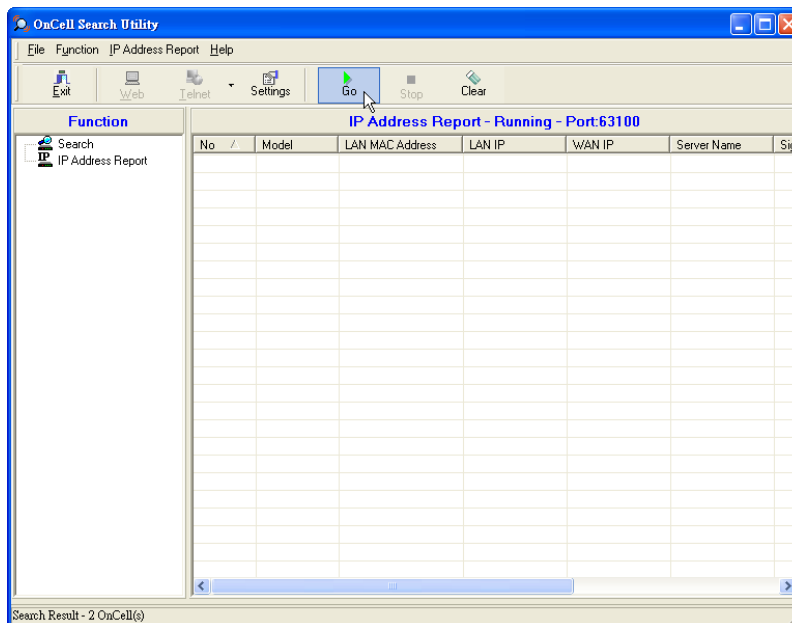 OnCell Search Utility
File Function IP Address Report Help
Exit Web Telnet Settings Go Stop Clear
Function
IP Address Report - Running - Port:63100
Search
IP IP Address Report
No Model LAN MAC Address LAN IP WAN IP Server Name Sig
Search Result - 2 OnCell(s)